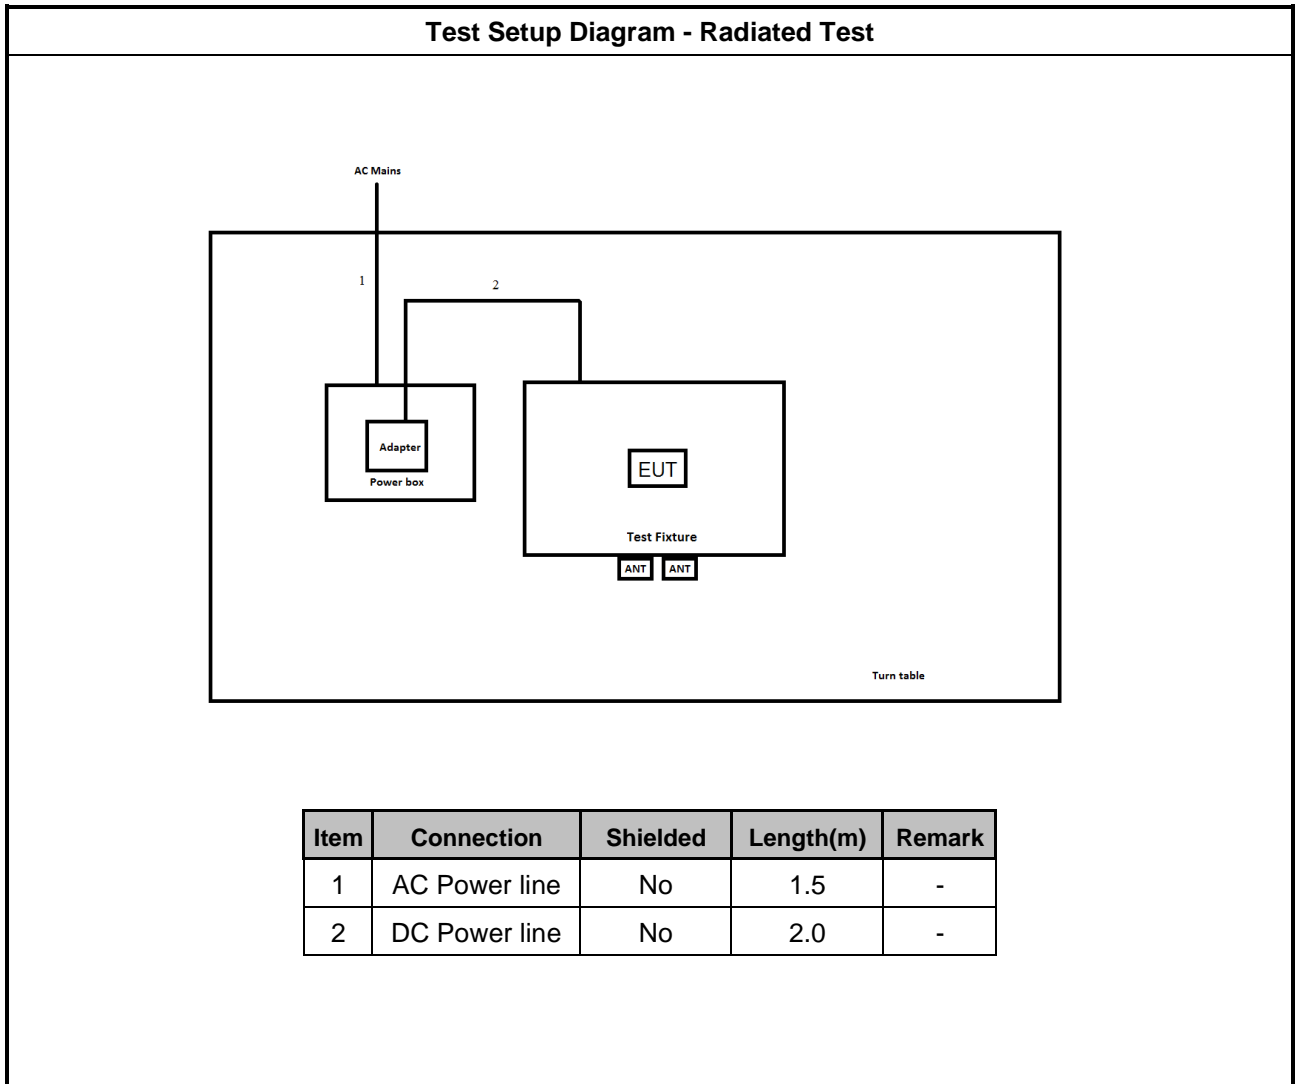 Test Setup Diagram - Radiated Test
AC Mains
1
2
Adapter
Power box
EUT
Test Fixture
ANT ANT
Turn table
Item Connection Shielded Length(m) Remark
1 AC Power line No 1.5 -
2 DC Power line No 2.0 -